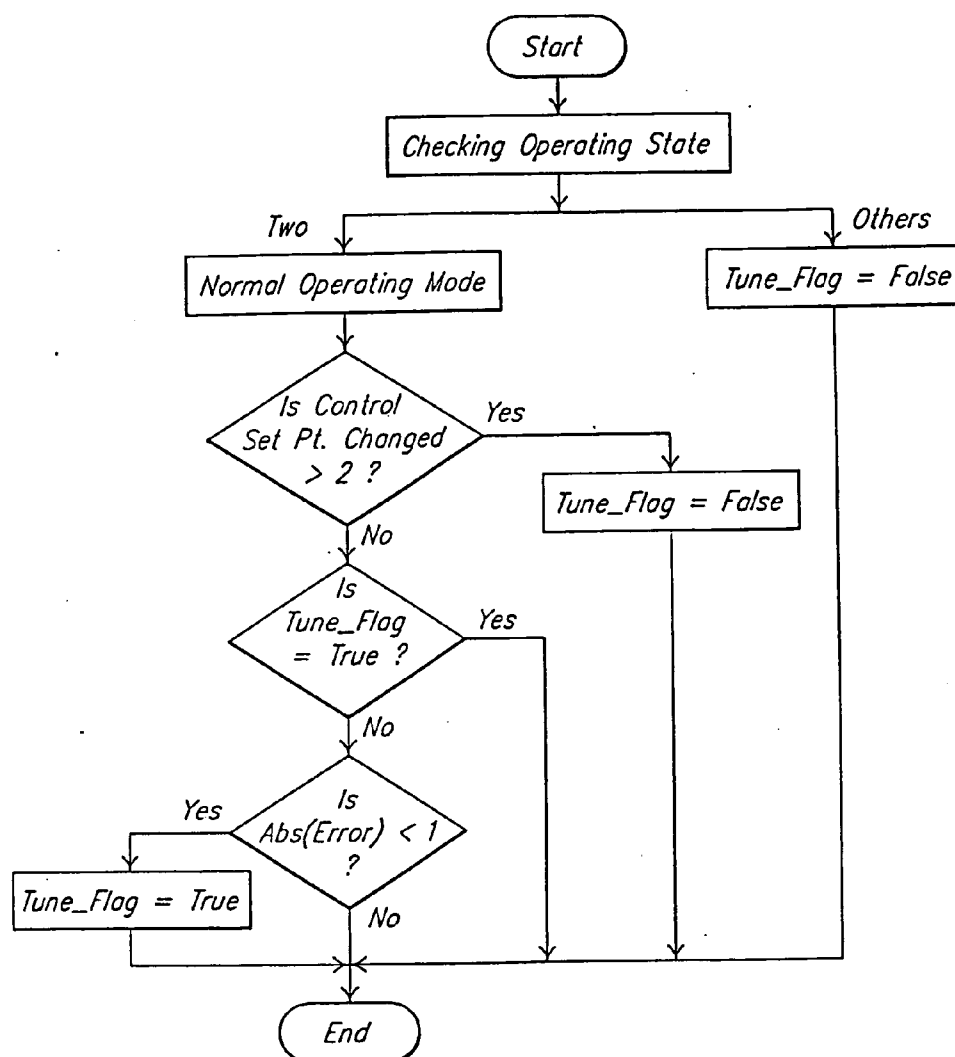 Start
Checking Operating State
Two
Others
Normal Operating Mode
Tune_Flag = False
Is Control
Set Pt. Changed
> 2 ?
Yes
Tune_Flag = False
No
Is
Tune_Flag
= True ?
Yes
No
Is
Abs(Error) < 1
?
Yes
Tune_Flag = True
No
End